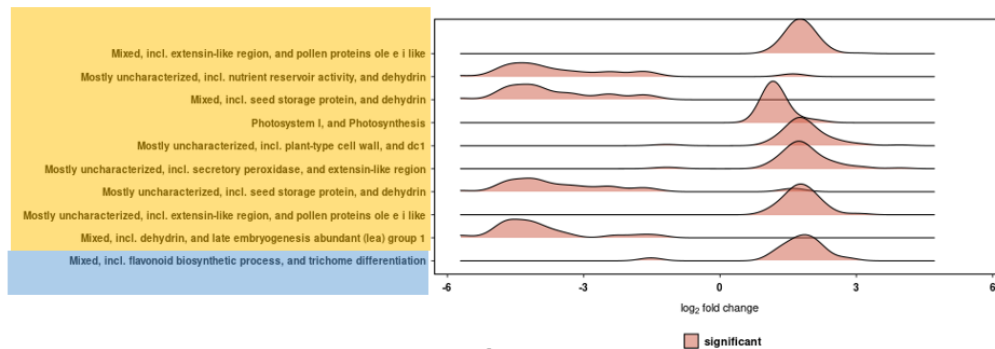 Mixed, incl. extensin-like region, and pollen proteins ole e i like
Mostly uncharacterized, incl. nutrient reservoir activity, and dehydrin
Mixed, incl. seed storage protein, and dehydrin
Photosystem I, and Photosynthesis
Mostly uncharacterized, incl. plant-type cell wall, and dc1
Mostly uncharacterized, incl. secretory peroxidase, and extensin-like region
Mostly uncharacterized, incl. seed storage protein, and dehydrin
Mostly uncharacterized, incl. extensin-like region, and pollen proteins ole e i like
Mixed, incl. dehydrin, and late embryogenesis abundant (lea) group 1
Mixed, incl. flavonoid biosynthetic process, and trichome differentiation
-6 -3 0 3 6
log2 fold change
significant